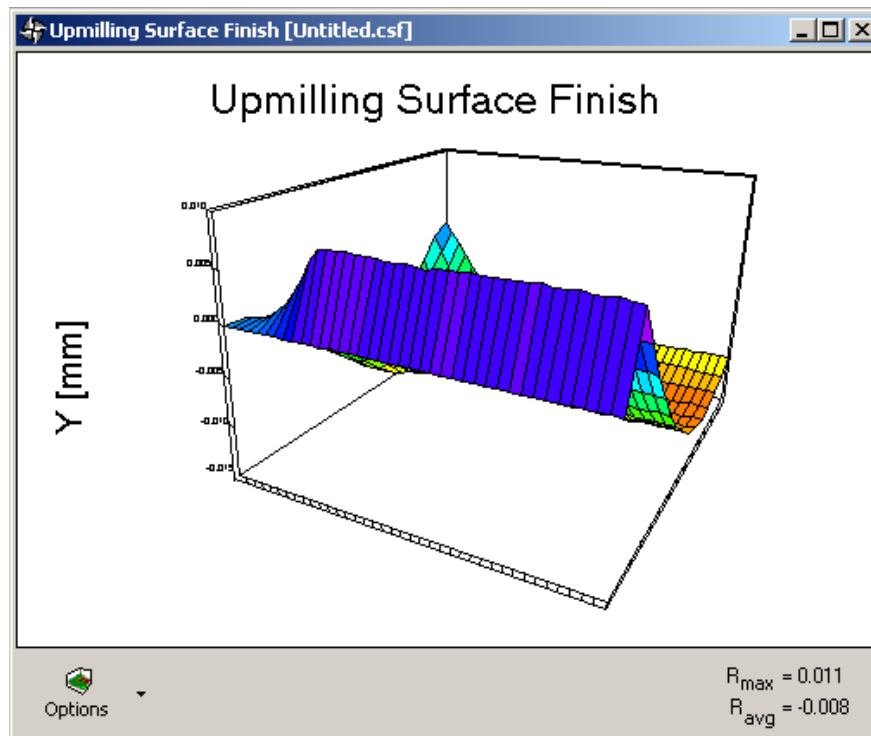 Upmilling Surface Finish [Untitled.csf]
Upmilling Surface Finish
0.010
0.005
0.000
-0.005
-0.010
-0.015
Y [mm]
Options
Rmax = 0.011
Ravg = -0.008